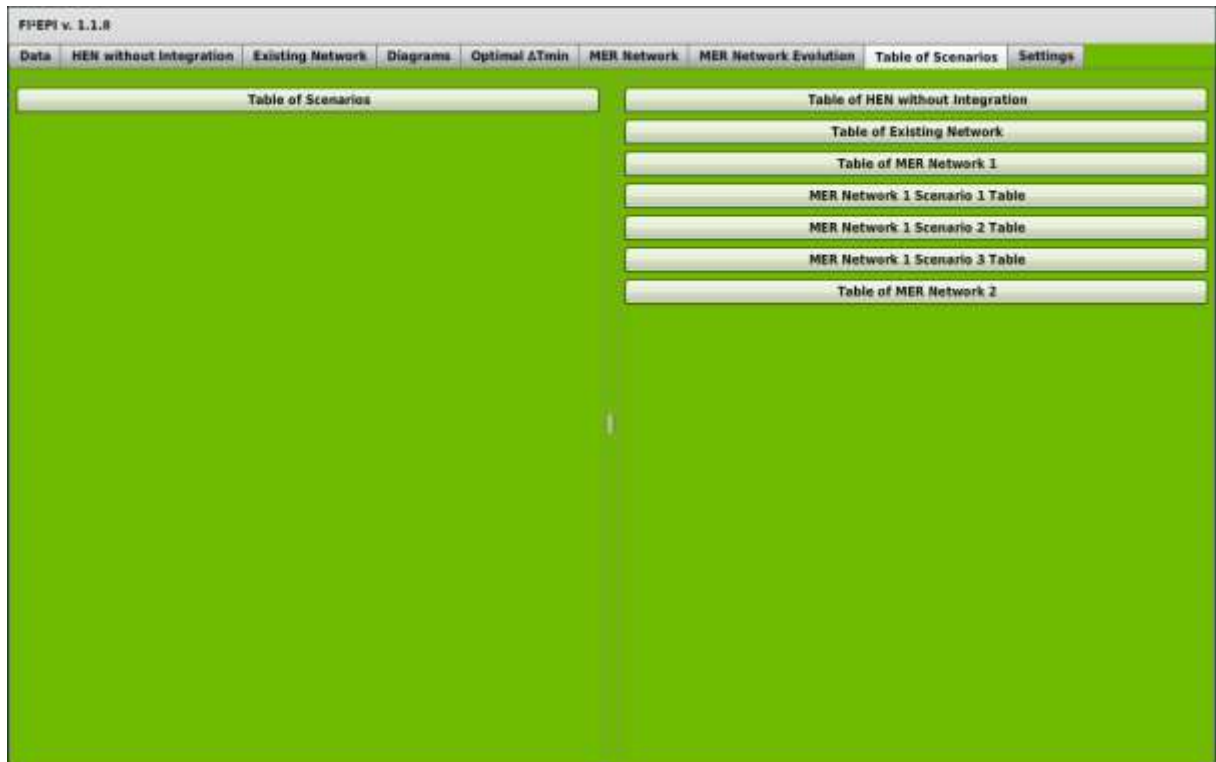 FI²EPI v. 1.1.8
Data HEN without Integration Existing Network Diagrams Optimal ΔTmin MER Network MER Network Evolution Table of Scenarios Settings
Table of Scenarios
Table of HEN without Integration
Table of Existing Network
Table of MER Network 1
MER Network 1 Scenario 1 Table
MER Network 1 Scenario 2 Table
MER Network 1 Scenario 3 Table
Table of MER Network 2